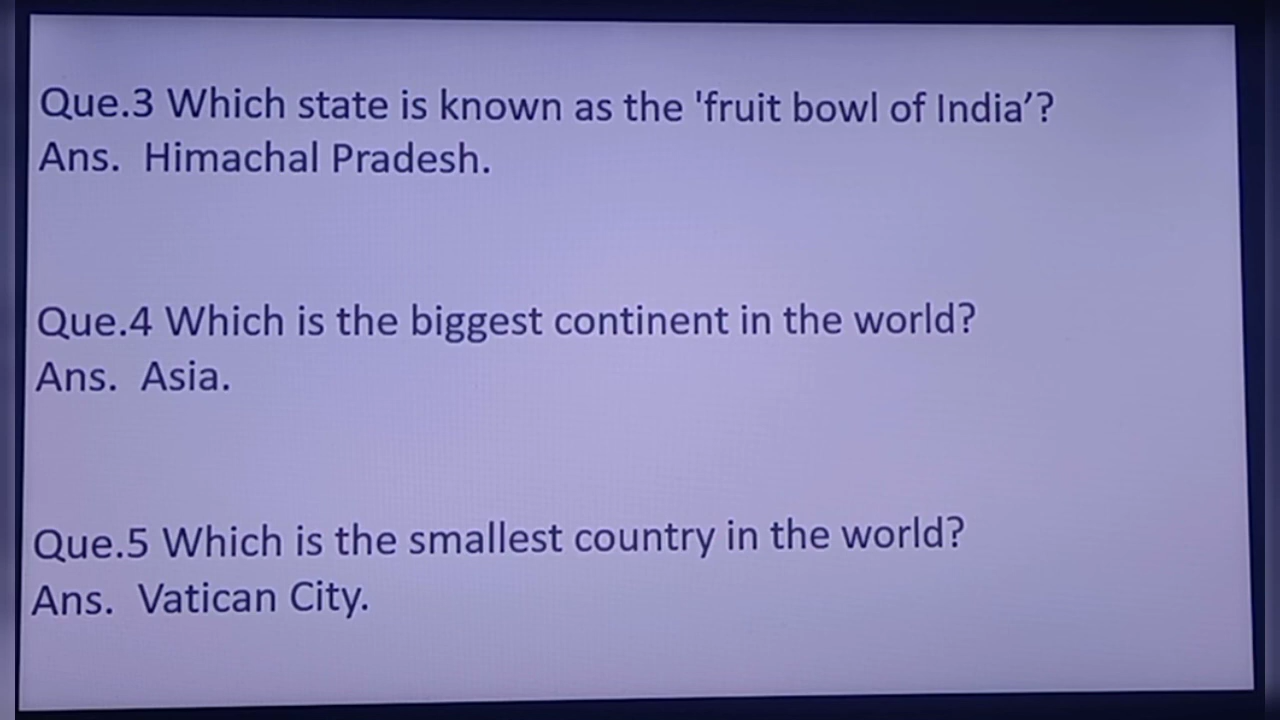 Que.3 Which state is known as the 'fruit bowl of India’?
Ans.  Himachal Pradesh.
Que.4 Which is the biggest continent in the world?
Ans.  Asia.
Que.5 Which is the smallest country in the world?
Ans.  Vatican City.